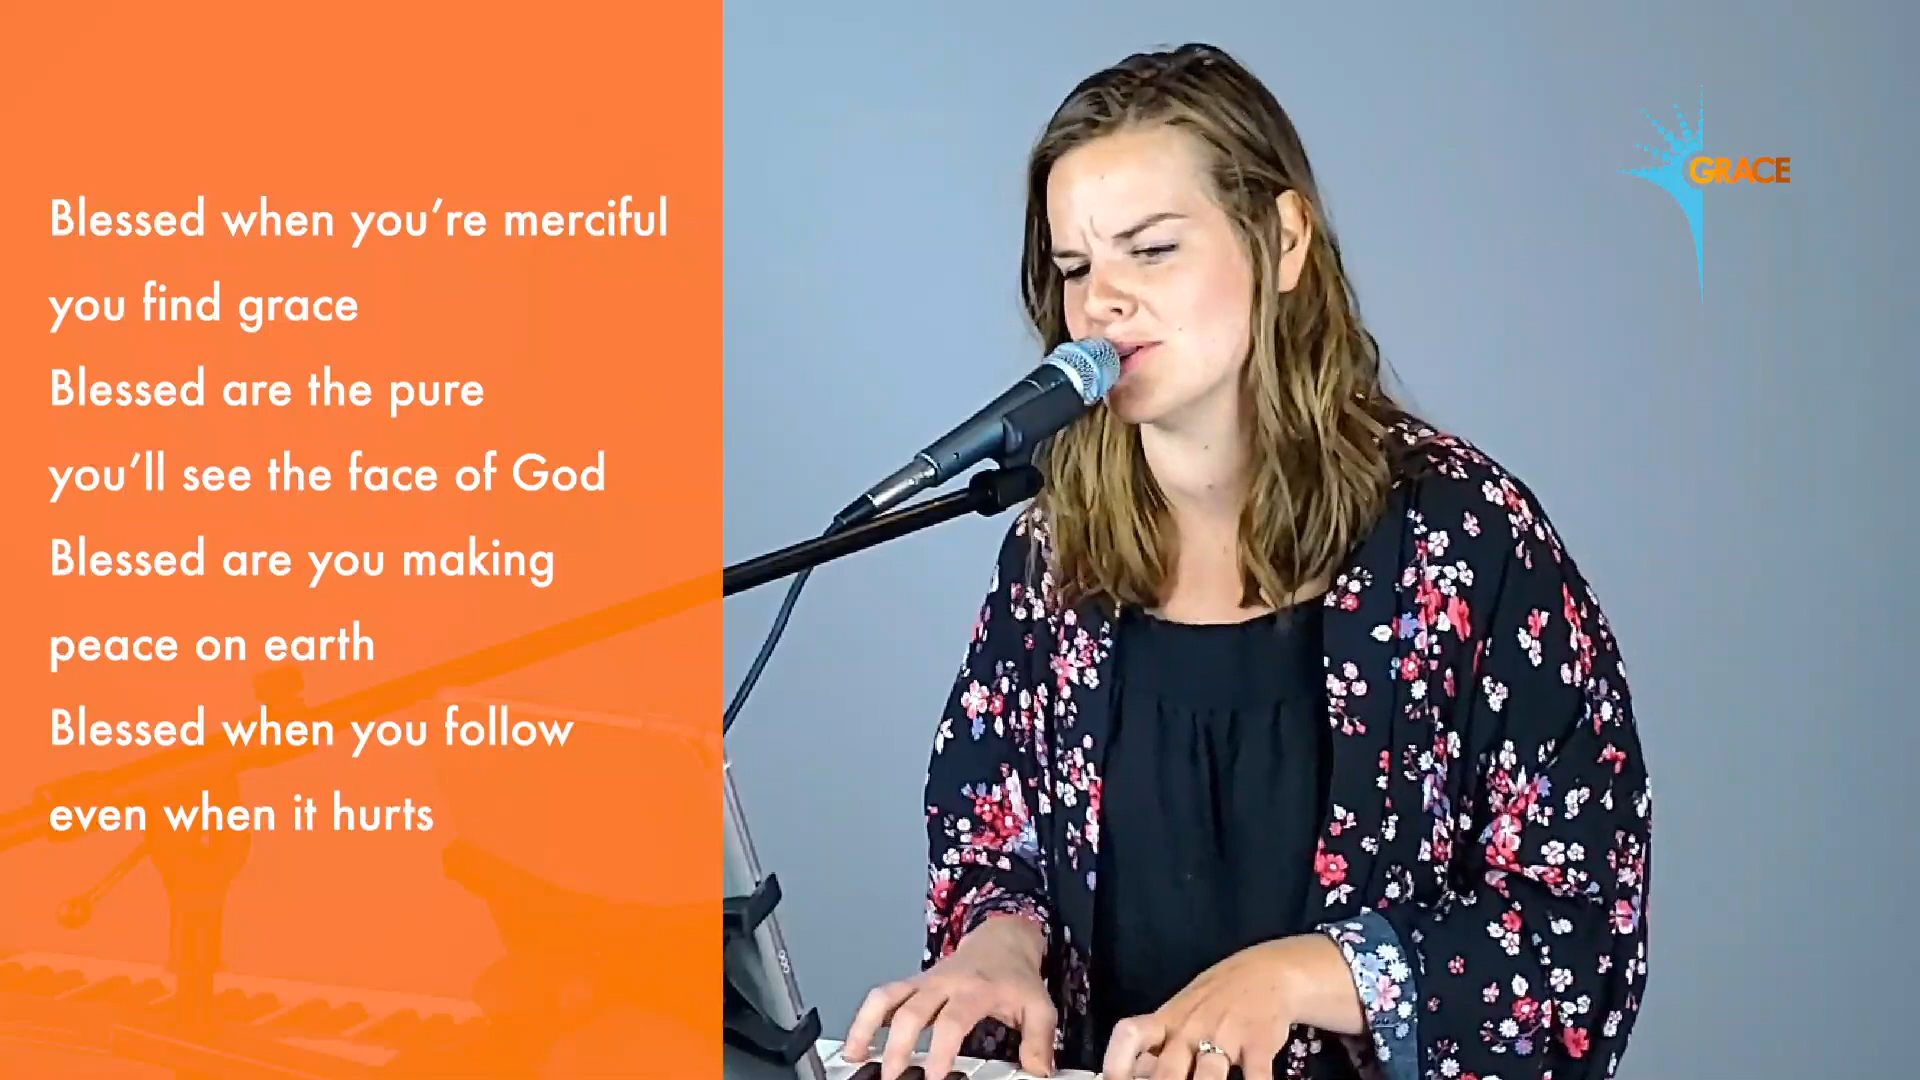 Blessed when you’re merciful
you find grace
Blessed are the pure
you’ll see the face of God
Blessed are you making
peace on earth
Blessed when you follow
even when it hurts
GRACE